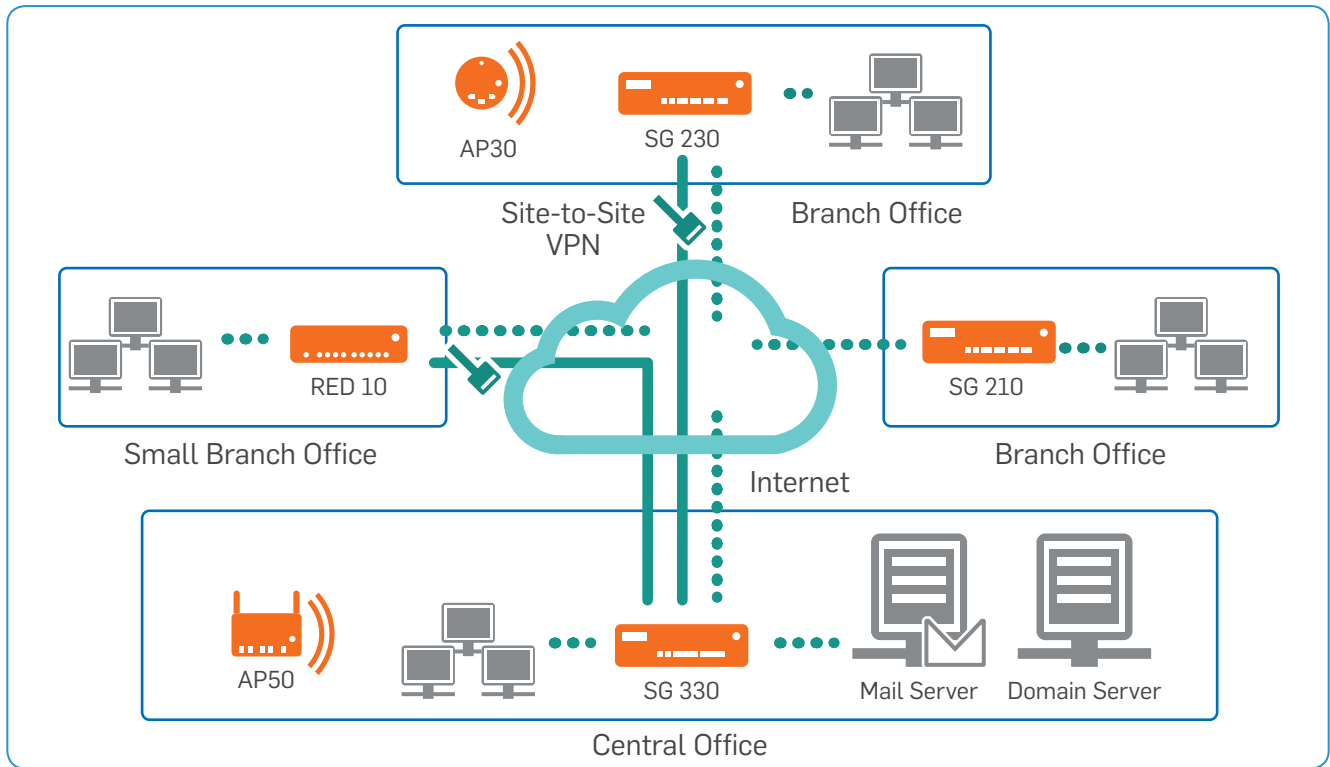 AP30
SG 230
Site-to-Site
VPN
Branch Office
RED 10
Small Branch Office
SG 210
Branch Office
Internet
AP50
SG 330
Mail Server
Domain Server
Central Office